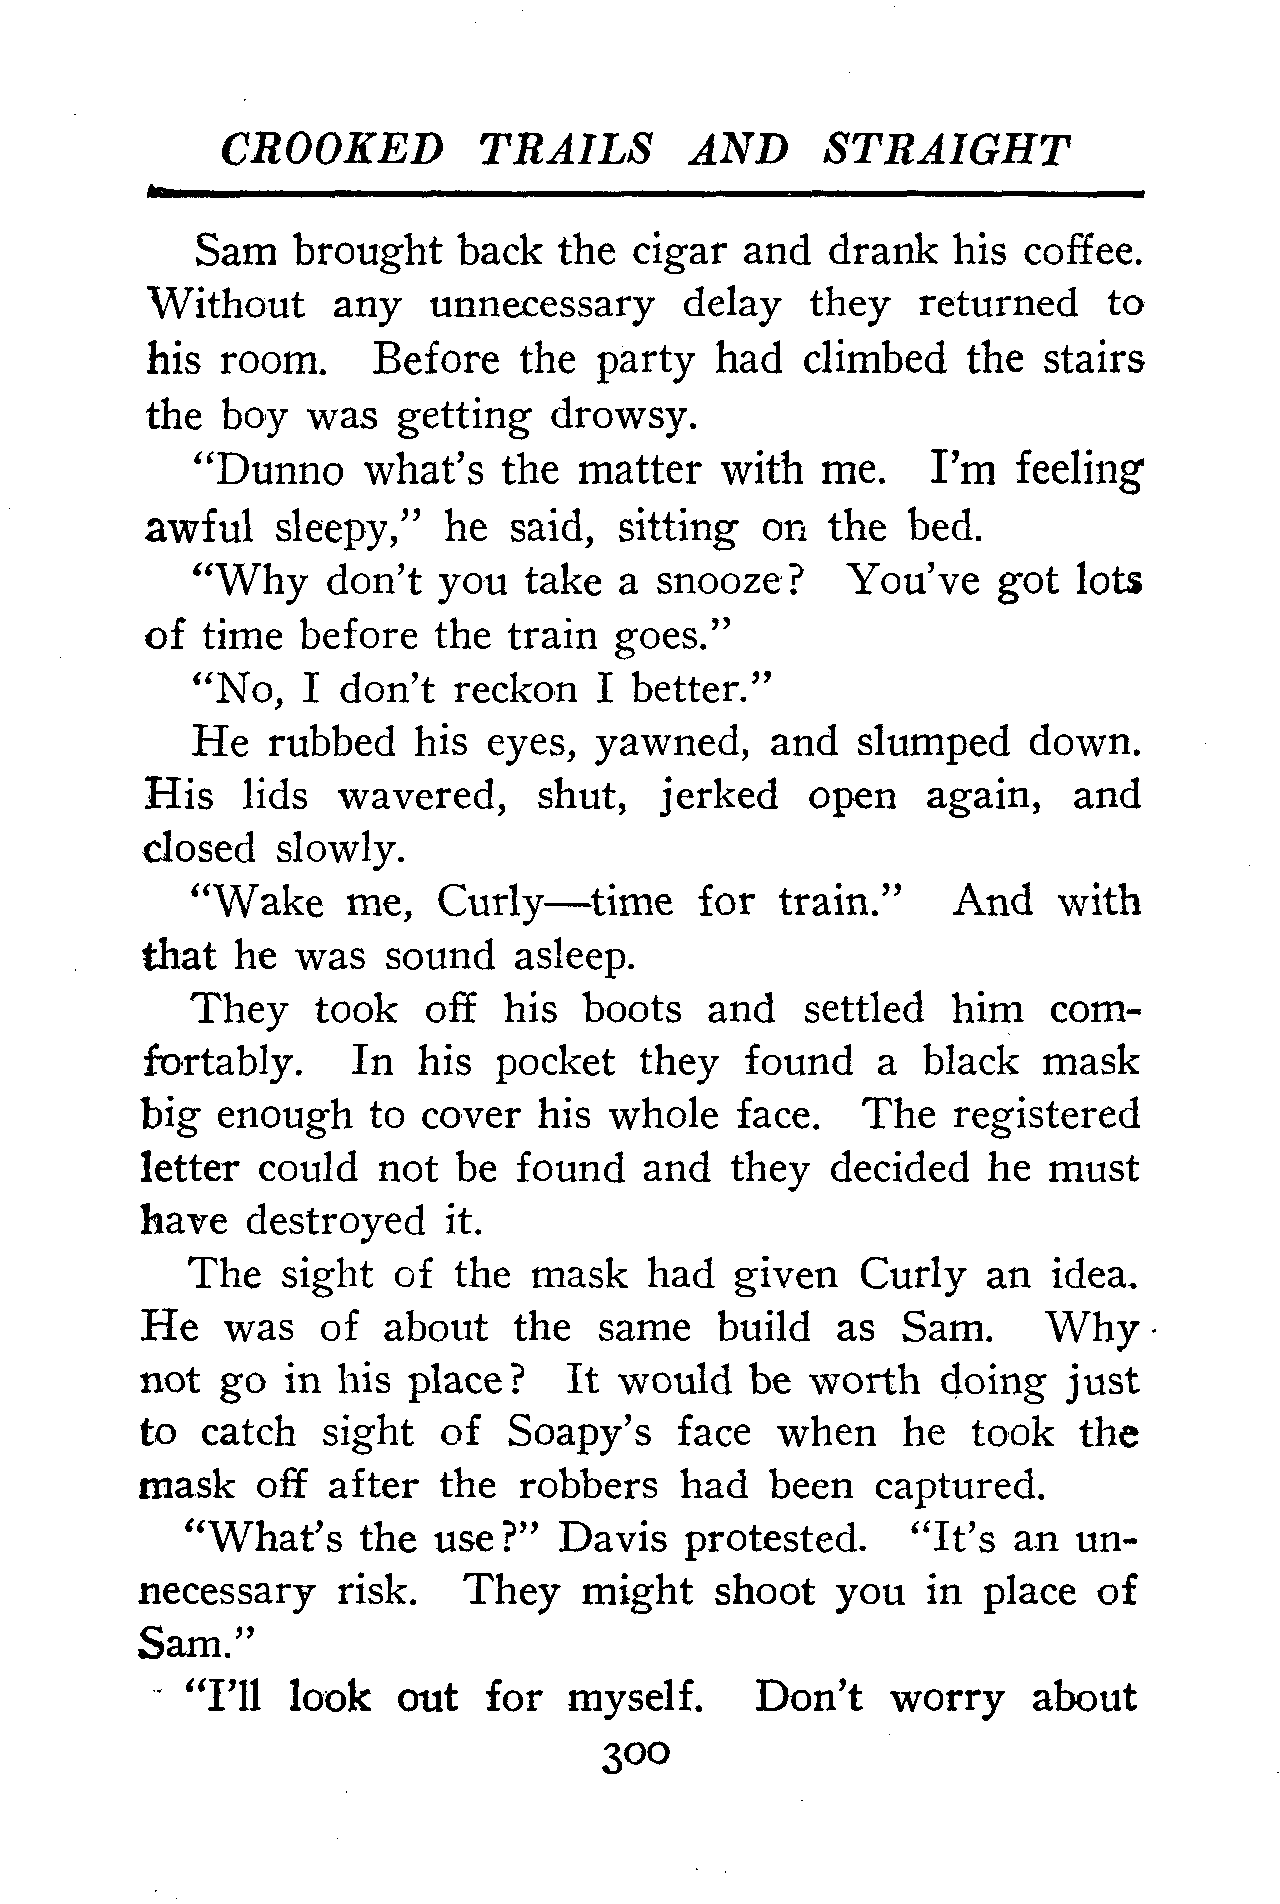 CROOKED TRAILS AND STRAIGHT
Sam brought back the cigar and drank his coffee.
Without any unnecessary delay they returned to
his room. Before the party had climbed the stairs
the boy was getting drowsy.
“Dunno what’s the matter with me. I’m feeling
awful sleepy,” he said, sitting on the bed.
“Why don’t you take a snooze? You’ve got lots
of time before the train goes.”
“No, I don’t reckon I better.”
He rubbed his eyes, yawned, and slumped down.
His lids wavered, shut, jerked open again, and
closed slowly.
“Wake me, Curly—time for train.” And with
that he was sound asleep.
They took off his boots and settled him com-
fortably. In his pocket they found a black mask
big enough to cover his whole face. The registered
letter could not be found and they decided he must
have destroyed it.
The sight of the mask had given Curly an idea.
He was of about the same build as Sam. Why
not go in his place? It would be worth doing just
to catch sight of Soapy’s face when he took the
mask off after the robbers had been captured.
“What’s the use?” Davis protested. “It’s an un-
necessary risk. They might shoot you in place of
Sam.”
“I’ll look out for myself. Don’t worry about
300